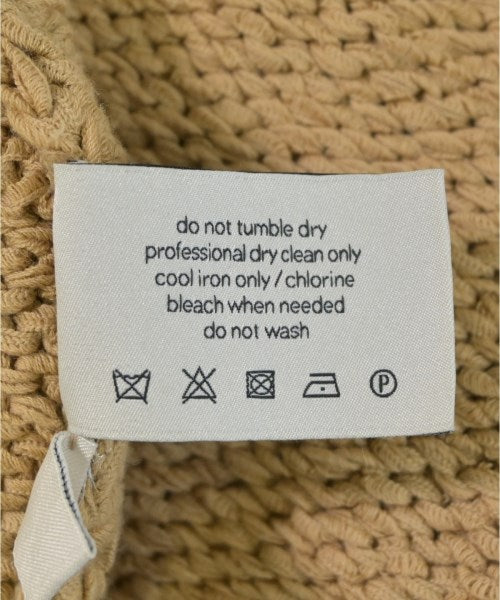 do not tumble dry
professional dry clean only
cool iron only / chlorine
bleach when needed
do not wash
P